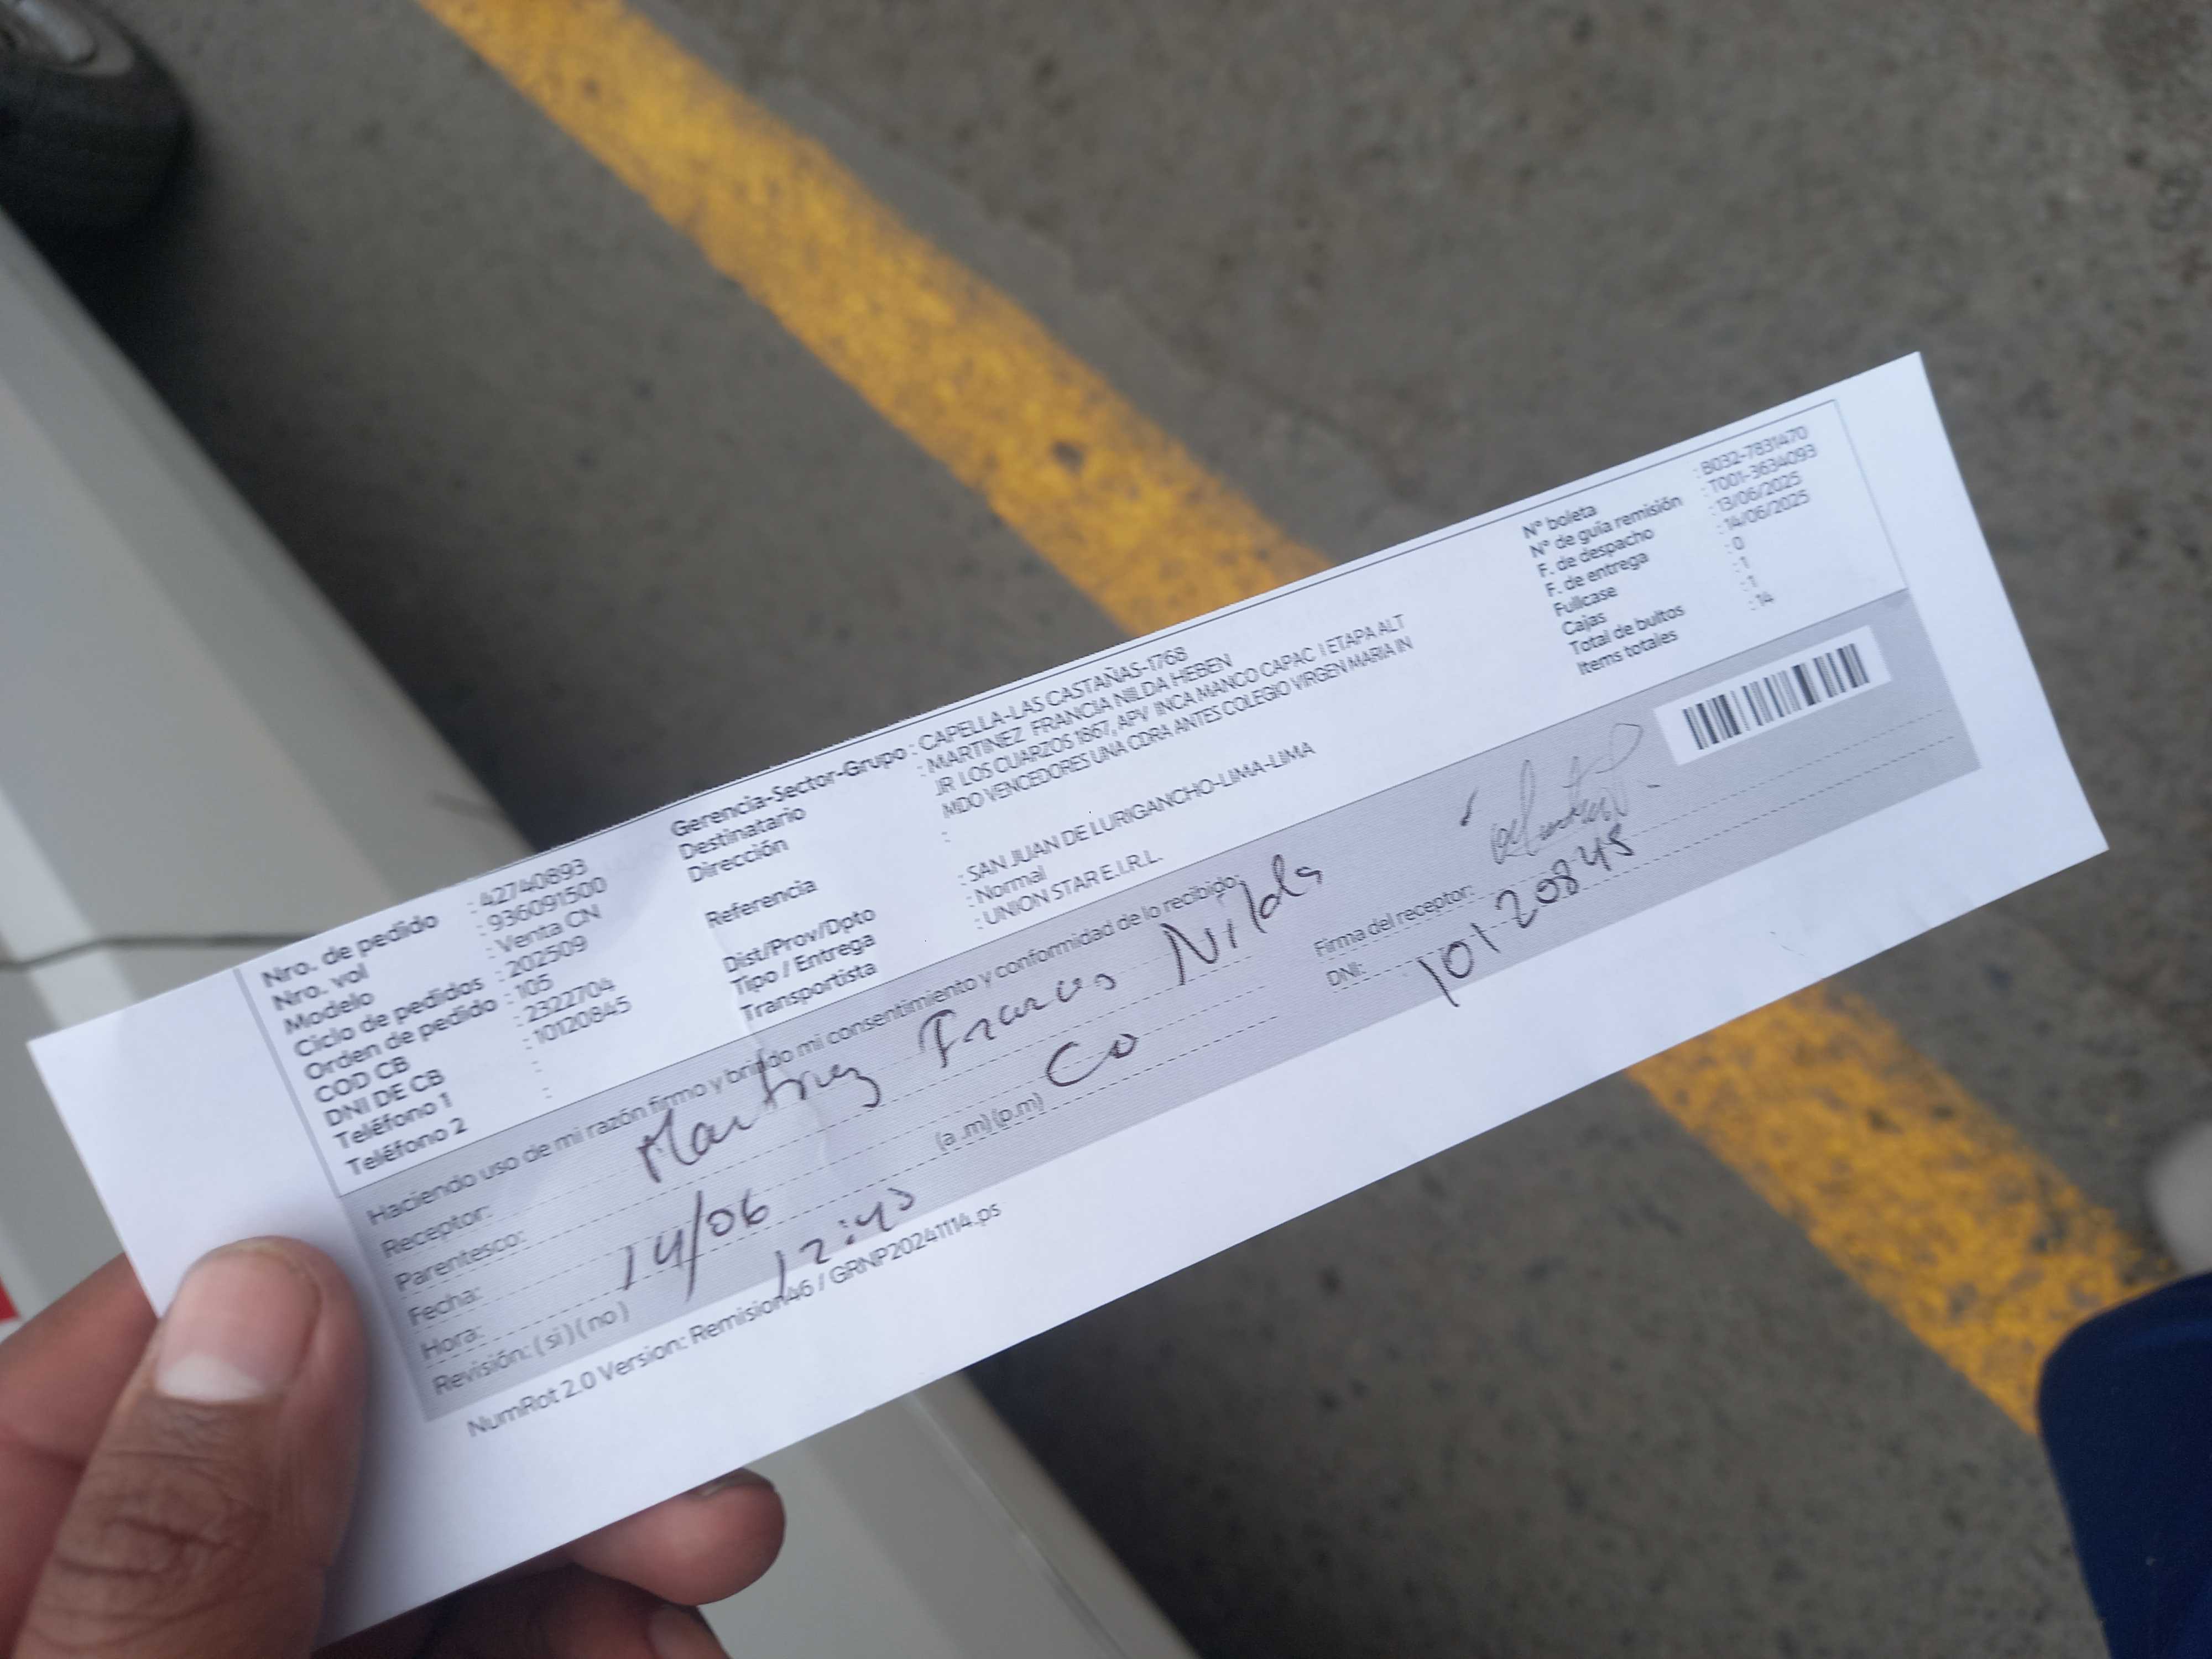 Nro. de pedido : 42740893
Nro. vol : 936091500
Modelo : Venta CN
Ciclo de pedidos : 202509
Orden de pedido : 105
COD CB : 2322704
DNI DE CB : 10120845
Teléfono 1 :
Teléfono 2 :
Gerencia-Sector-Grupo : CAPELLA-LAS CASTAÑAS-1768
Destinatario : MARTINEZ FRANCIA NILDA HEBEN
Dirección : JR LOS CUARZOS 1867, APV INCA MANCO CAPAC I ETAPA ALT
MDO VENCEDORES UNA CDRA ANTES COLEGIO VIRGEN MARIA IN
Referencia :
Dist/Prov/Dpto : SAN JUAN DE LURIGANCHO-LIMA-LIMA
Tipo / Entrega : Normal
Transportista : UNION STAR E.I.R.L.
N° boleta : B032-7831470
N° de guía remisión : T001-3634093
F. de despacho : 13/06/2025
F. de entrega : 14/06/2025
Fullcase : 0
Cajas : 1
Total de bultos : 1
Items totales : 14
Haciendo uso de mi razón firmo y brindo mi consentimiento y conformidad de lo recibido:
Receptor: Martinez Nilda
Parentesco: Co
Fecha: 14/06
Hora: 12:40 (a .m) (p.m)
Revisión: ( si ) ( no )
Firma del receptor:
DNI: 10120845
NumRot 2.0 Version: Remision46 / GRNP20241114.ps